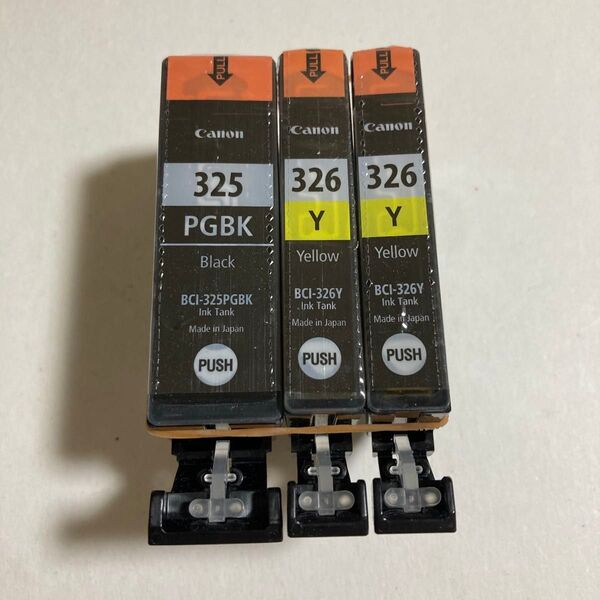 PULL
Canon
325
PGBK
Black
BCI-325PGBK
Ink Tank
Made in Japan
PUSH
PULL
Canon
326
Y
Yellow
BCI-326Y
Ink Tank
Made in Japan
PUSH
PULL
Canon
326
Y
Yellow
BCI-326Y
Ink Tank
Made in Japan
PUSH